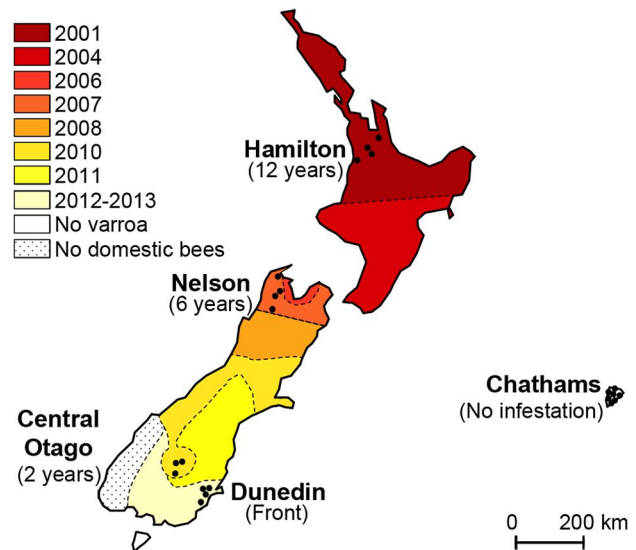 2001
2004
2006
2007
2008
2010
2011
2012-2013
No varroa
No domestic bees
Hamilton
(12 years)
Nelson
(6 years)
Chathams
(No infestation)
Central
Otago
(2 years)
Dunedin
(Front)
0 200 km